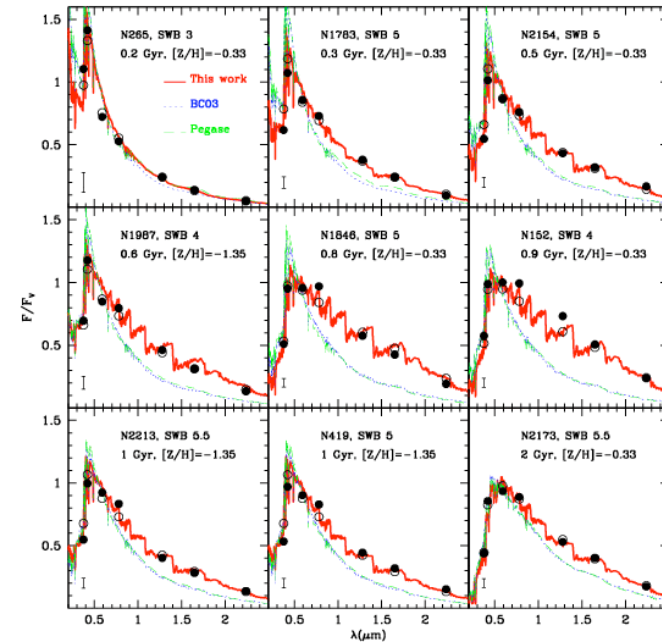 N265, SWB 3
0.2 Gyr, [Z/H]=-0.33
This work
BC03
Pegase
N1783, SWB 5
0.3 Gyr, [Z/H]=-0.33
N2154, SWB 5
0.5 Gyr, [Z/H]=-0.33
N1987, SWB 4
0.6 Gyr, [Z/H]=-1.35
N1846, SWB 5
0.8 Gyr, [Z/H]=-0.33
N152, SWB 4
0.9 Gyr, [Z/H]=-0.33
N2213, SWB 5.5
1 Gyr, [Z/H]=-1.35
N419, SWB 5
1 Gyr, [Z/H]=-1.35
N2173, SWB 5.5
2 Gyr, [Z/H]=-0.33
1.5
1
0.5
1.5
1
0.5
1.5
1
0.5
0
F/Fv
0.5 1 1.5 2 0.5 1 1.5 2 0.5 1 1.5 2
λ(μm)